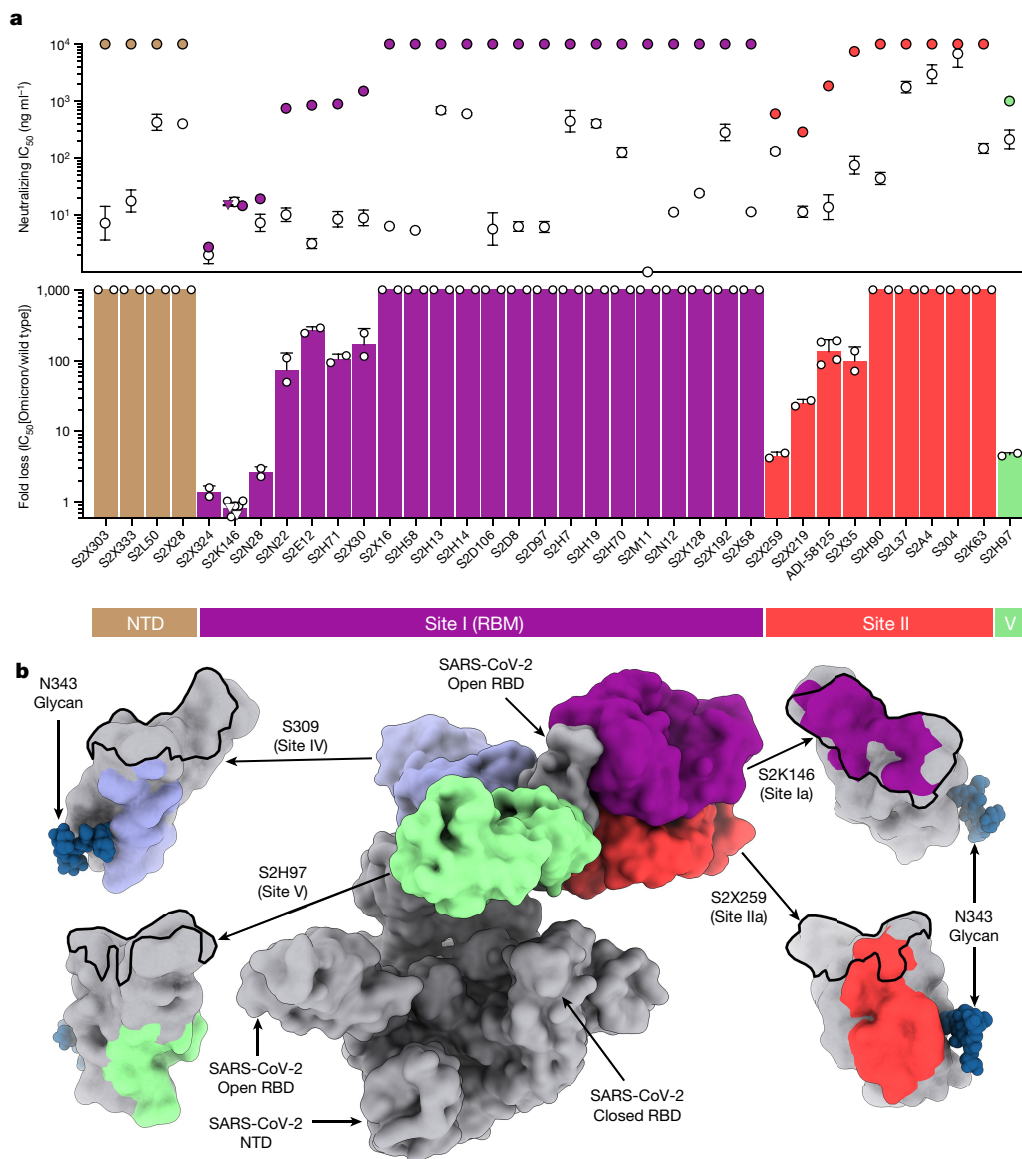 a
Neutralizing IC50 (ng ml−1)
10⁴
10³
10²
10¹
Fold loss (IC50[Omicron/wild type])
1,000
100
10
1
S2X303
S2X333
S2L50
S2X28
S2X324
S2K146
S2N28
S2N22
S2E12
S2H71
S2X30
S2X16
S2H58
S2H13
S2H14
S2D106
S2D8
S2D97
S2H7
S2H19
S2H70
S2M11
S2N12
S2X128
S2X192
S2X58
S2X259
S2X219
ADI-58125
S2X35
S2H90
S2L37
S2A4
S304
S2K63
S2H97
NTD
Site I (RBM)
Site II
V
b
N343
Glycan
S309
(Site IV)
SARS-CoV-2
Open RBD
S2K146
(Site Ia)
S2H97
(Site V)
S2X259
(Site IIa)
N343
Glycan
SARS-CoV-2
Open RBD
SARS-CoV-2
NTD
SARS-CoV-2
Closed RBD